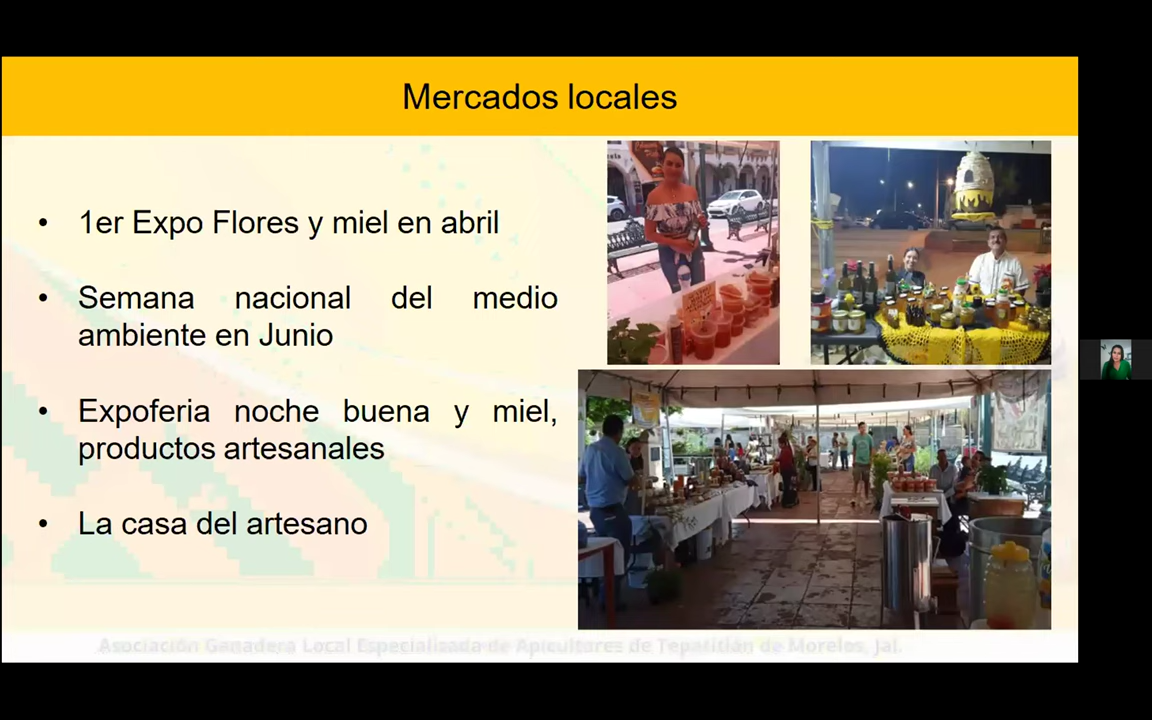 Mercados locales
• 1er Expo Flores y miel en abril
• Semana nacional del medio
ambiente en Junio
• Expoferia noche buena y miel,
productos artesanales
• La casa del artesano
Asociación Ganadera Local Especializada de Apicultores de Tepatitlán de Morelos, Jal.